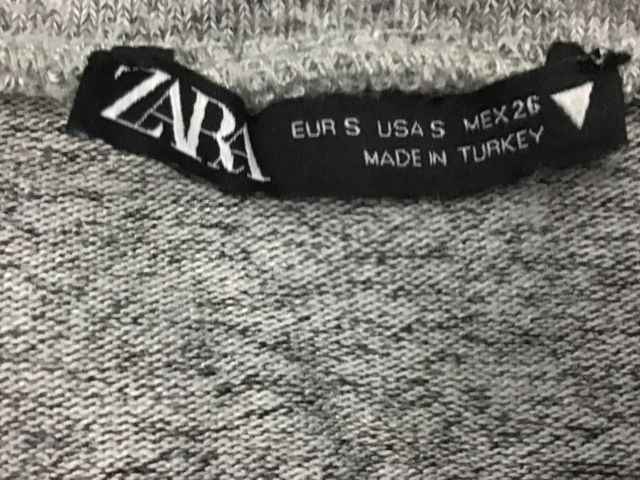 ZARA
EUR S USA S MEX 26
MADE IN TURKEY